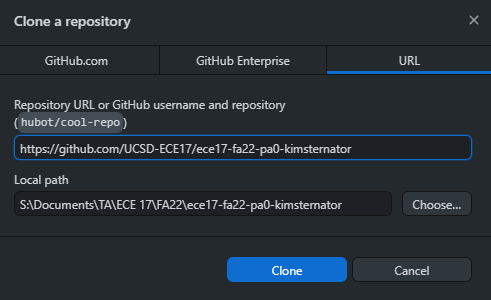 Clone a repository
GitHub.com
GitHub Enterprise
URL
Repository URL or GitHub username and repository
(hubot/cool-repo)
https://github.com/UCSD-ECE17/ece17-fa22-pa0-kimsternator
Local path
S:\Documents\TA\ECE 17\FA22\ece17-fa22-pa0-kimsternator
Choose...
Clone
Cancel